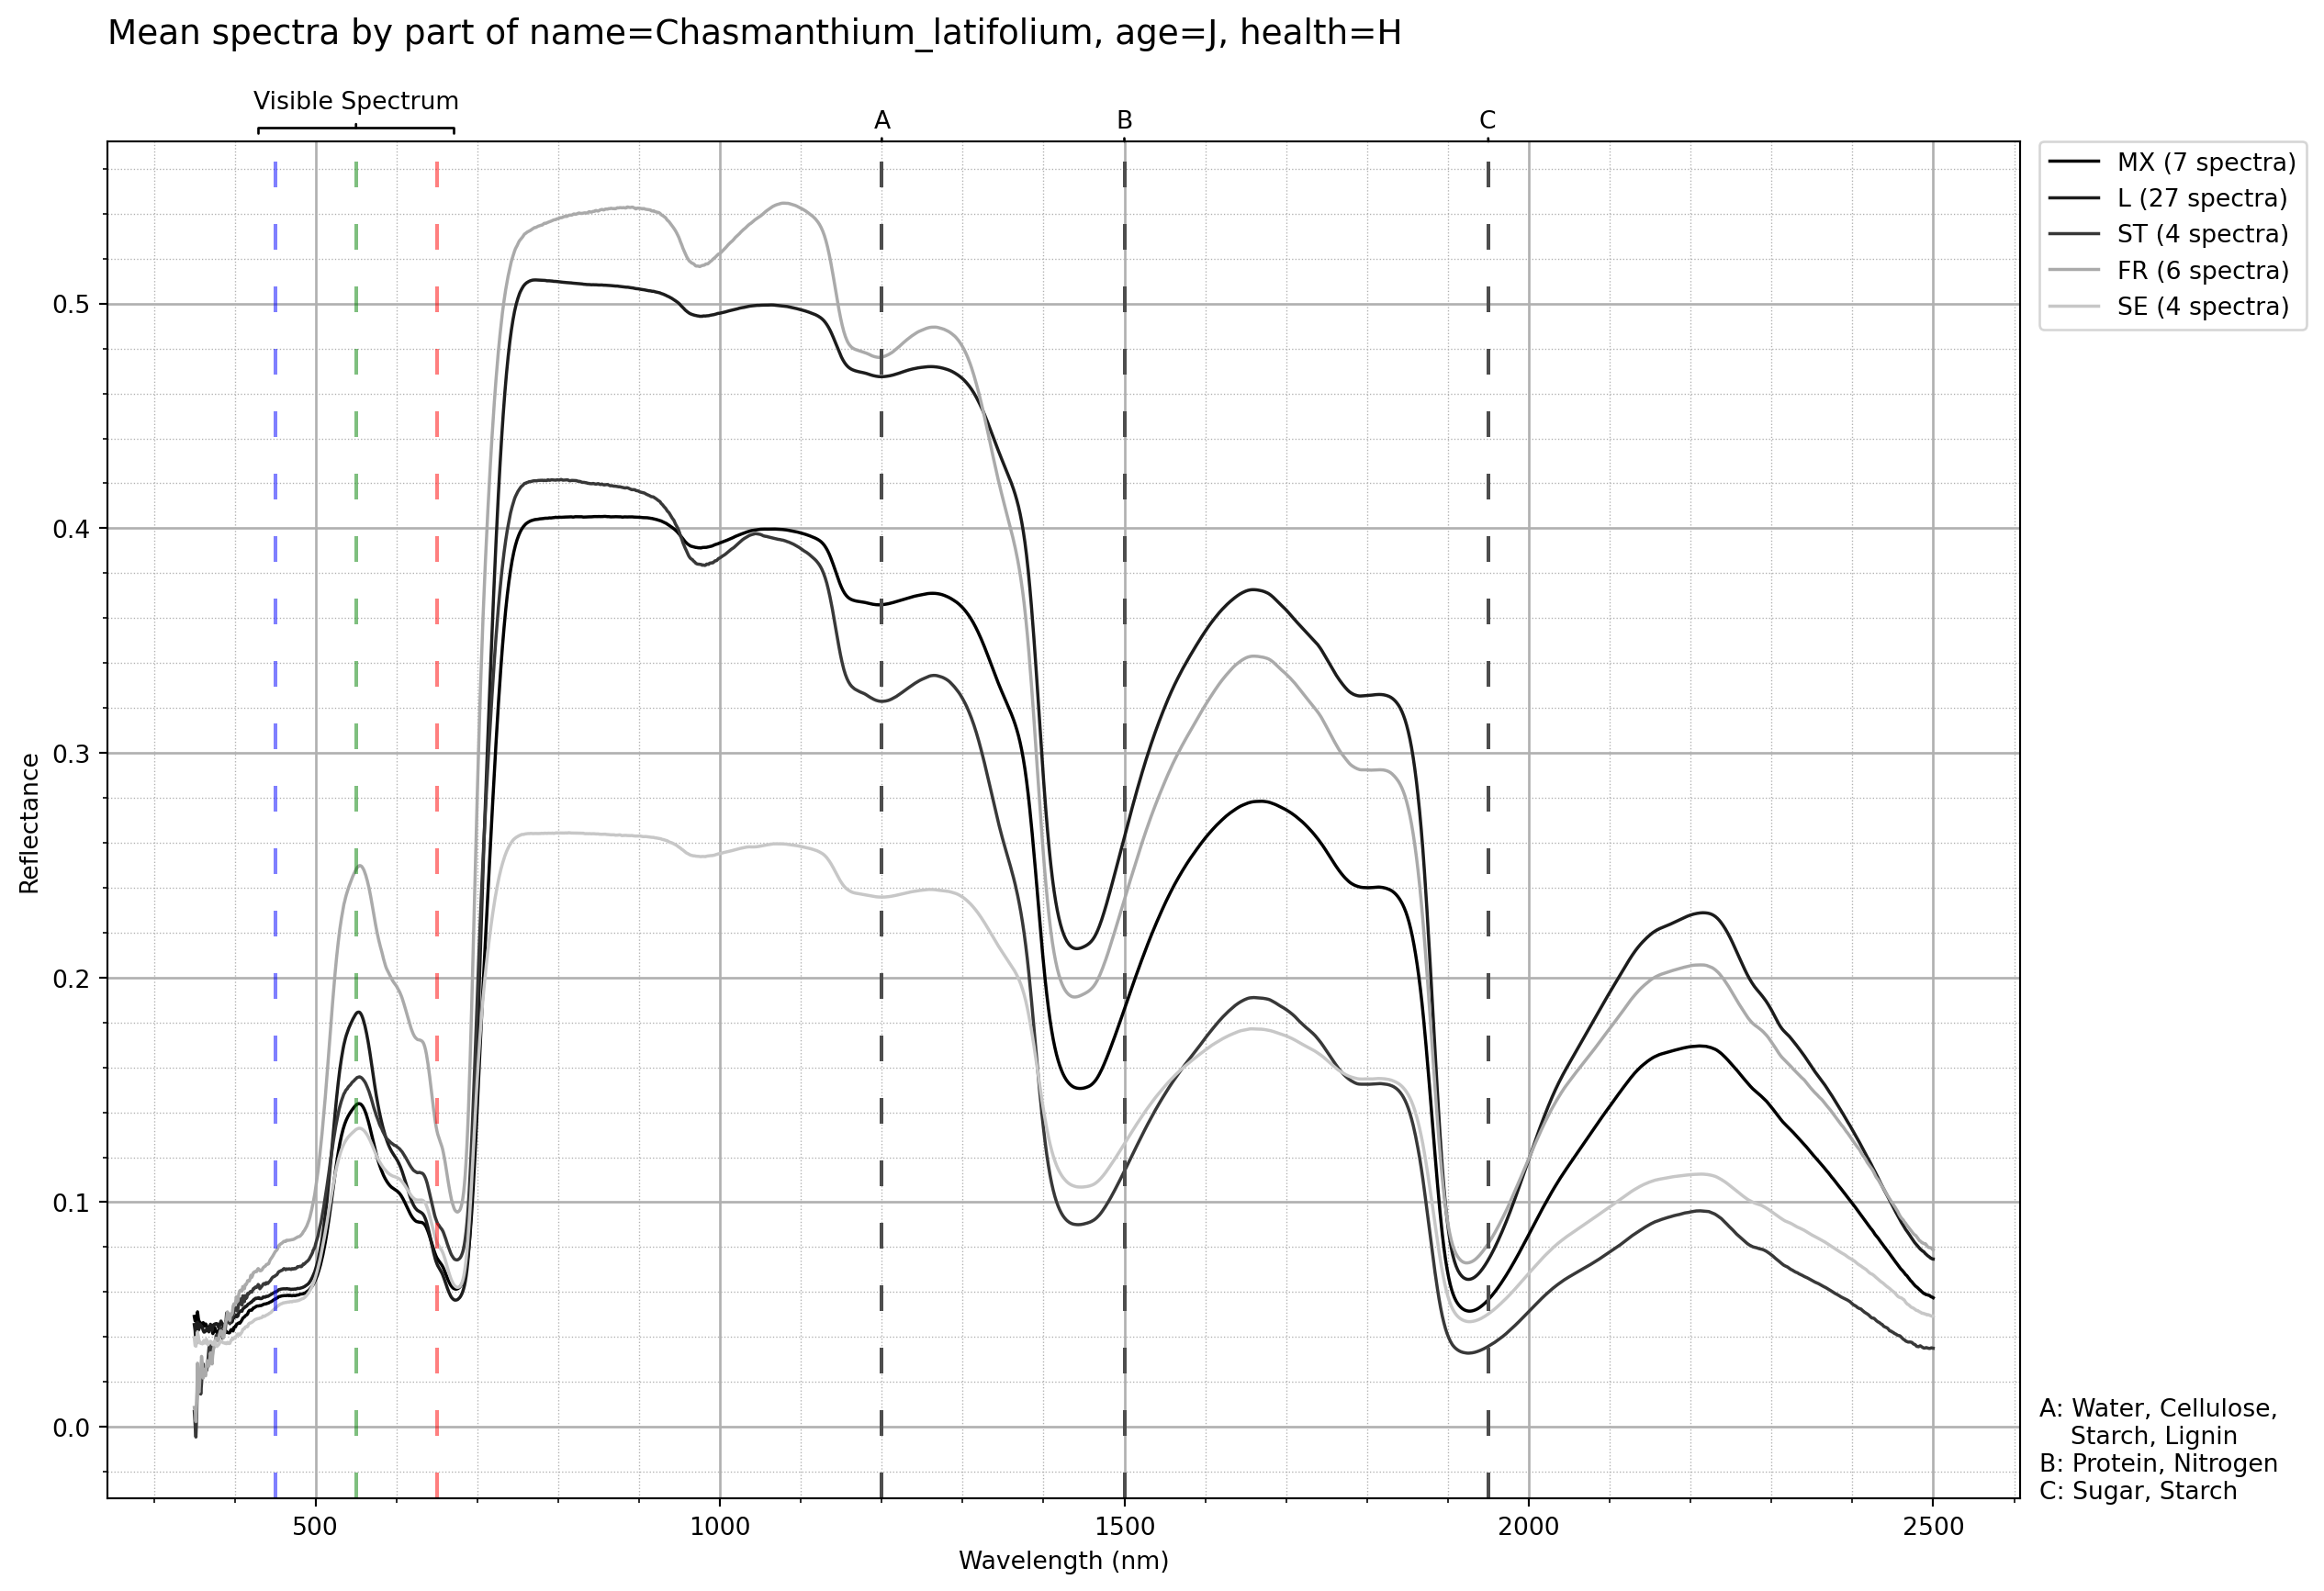 Mean spectra by part of name=Chasmanthium_latifolium, age=J, health=H
Visible Spectrum
A
B
C
MX (7 spectra)
L (27 spectra)
ST (4 spectra)
FR (6 spectra)
SE (4 spectra)
0.5
0.4
0.3
0.2
0.1
0.0
Reflectance
500
1000
1500
2000
2500
Wavelength (nm)
A: Water, Cellulose,
Starch, Lignin
B: Protein, Nitrogen
C: Sugar, Starch